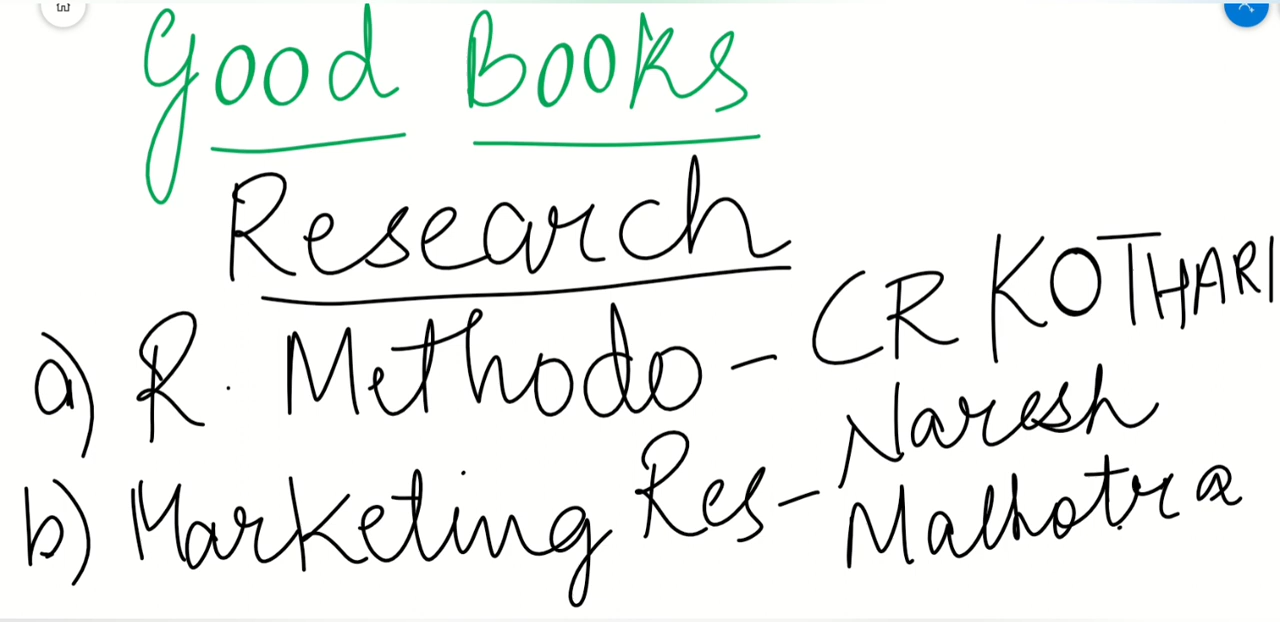 Good Books
Research
a) R. Methodo - CR KOTHARI
b) Marketing Res - Naresh
Malhotra